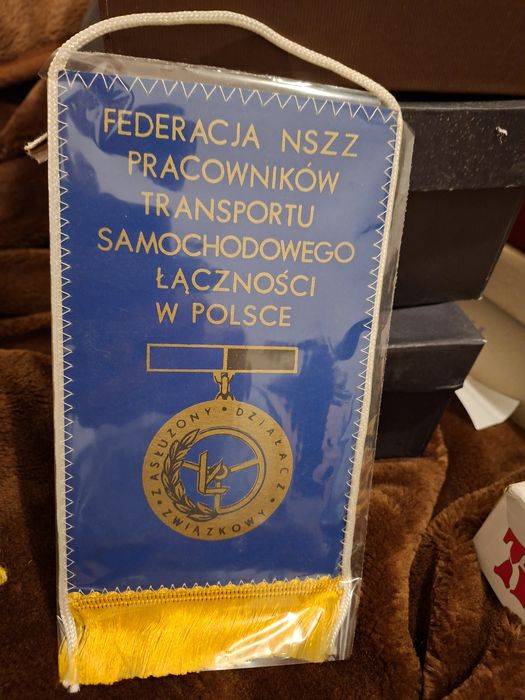 FEDERACJA NSZZ
PRACOWNIKÓW
TRANSPORTU
SAMOCHODOWEGO
ŁĄCZNOŚCI
W POLSCE
ZASŁUŻONY • DZIAŁACZ • ZWIĄZKOWY •